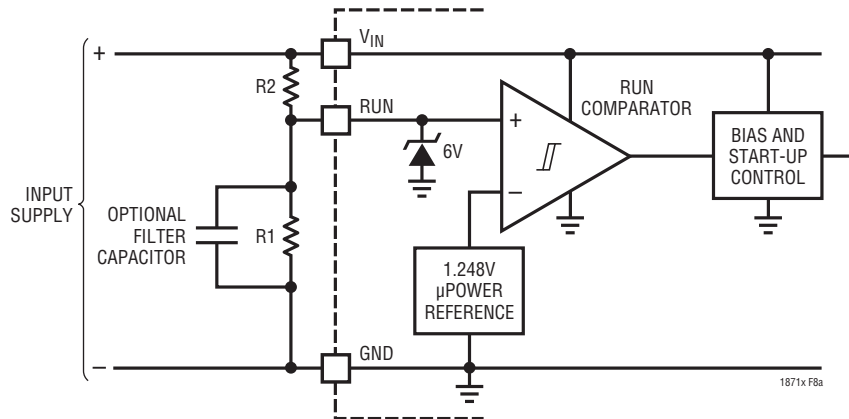 +
V_IN
R2
RUN
+
RUN
COMPARATOR
6V
BIAS AND
START-UP
CONTROL
INPUT
SUPPLY
OPTIONAL
FILTER
CAPACITOR
R1
−
1.248V
µPOWER
REFERENCE
−
GND
1871x F8a